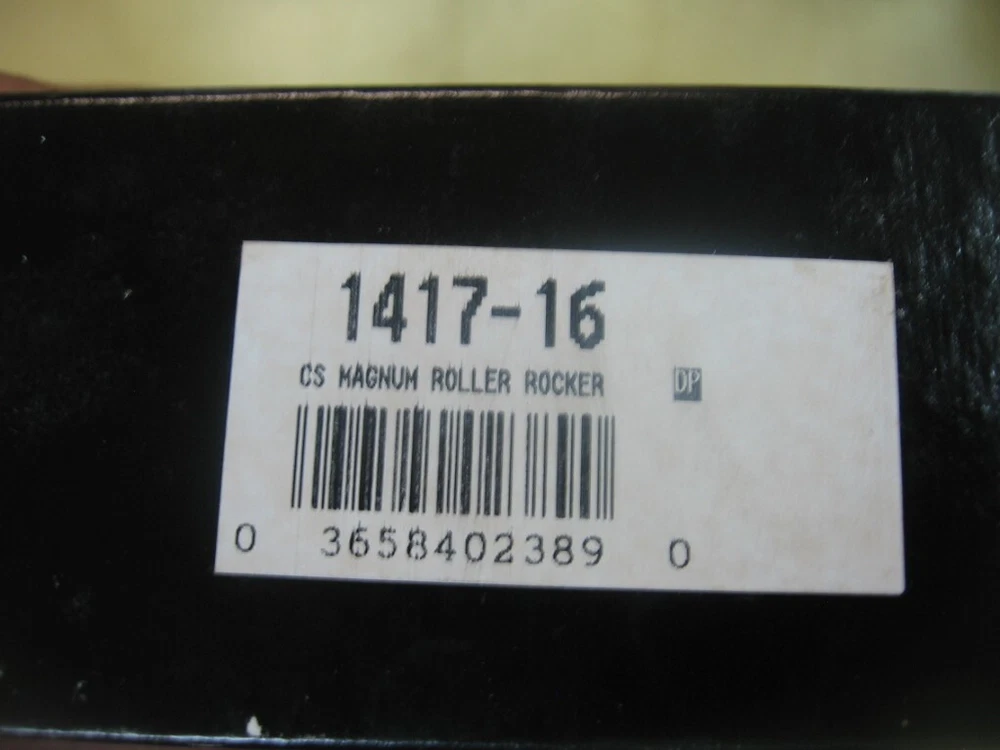 1417-16
CS MAGNUM ROLLER ROCKER DP
0 3658402389 0